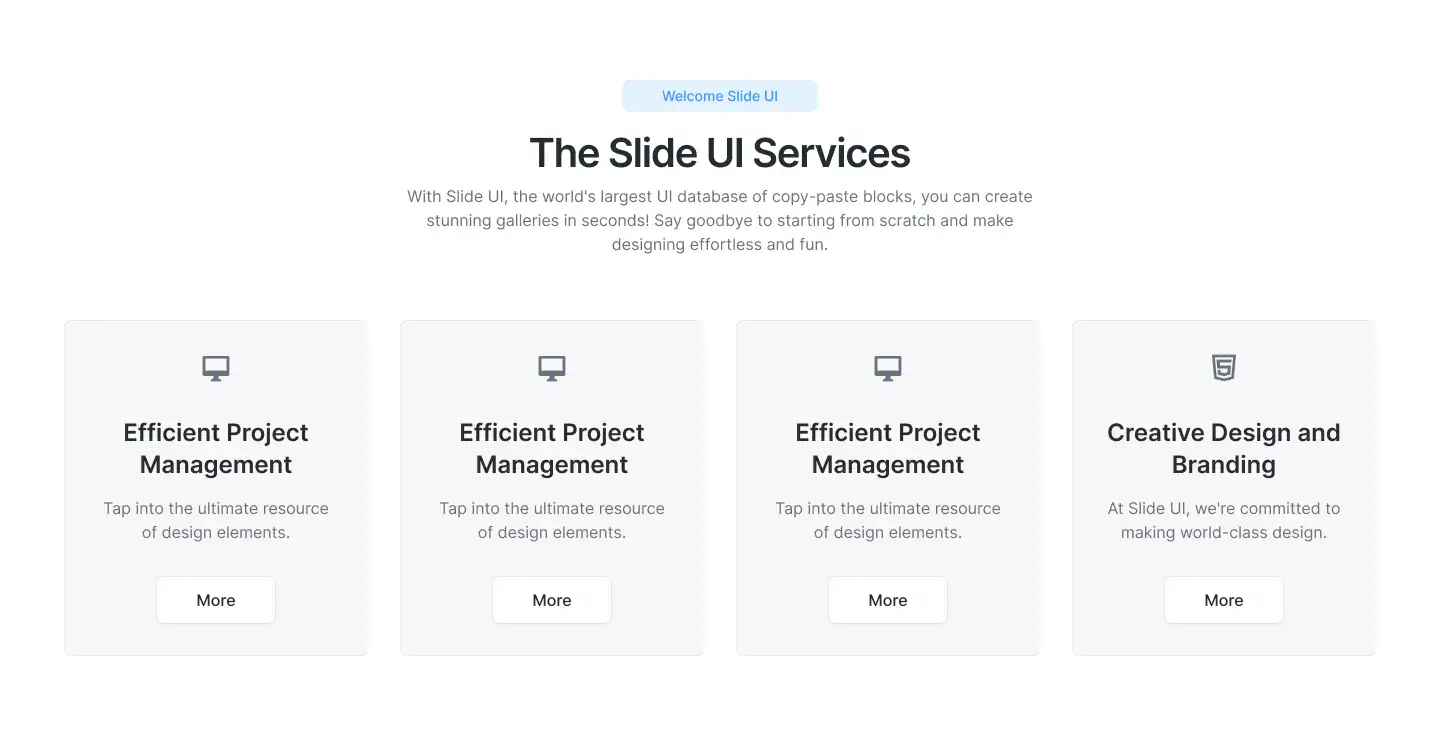 Welcome Slide UI
The Slide UI Services
With Slide UI, the world's largest UI database of copy-paste blocks, you can create
stunning galleries in seconds! Say goodbye to starting from scratch and make
designing effortless and fun.
Efficient Project
Management
Tap into the ultimate resource
of design elements.
More
Efficient Project
Management
Tap into the ultimate resource
of design elements.
More
Efficient Project
Management
Tap into the ultimate resource
of design elements.
More
5
Creative Design and
Branding
At Slide UI, we're committed to
making world-class design.
More